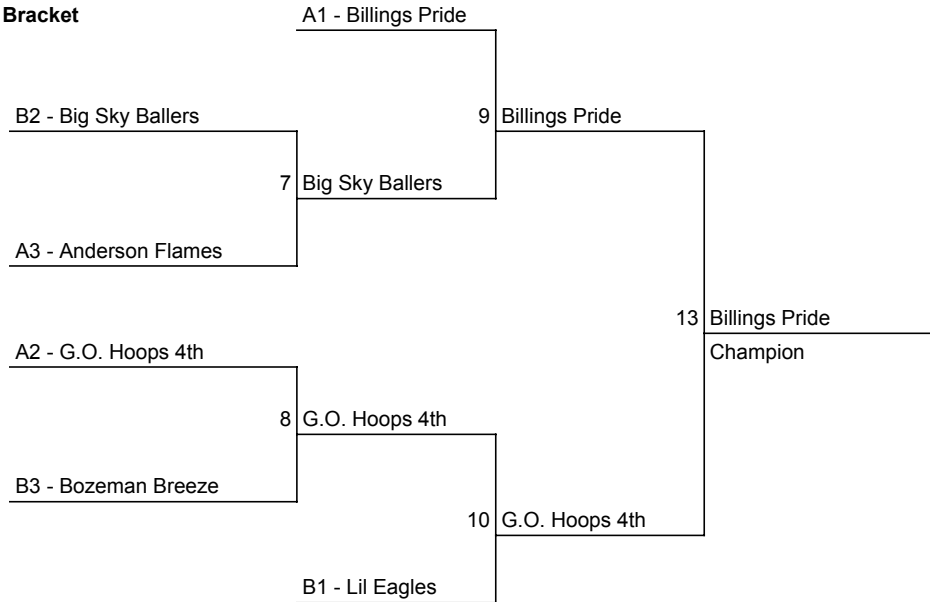 Bracket
A1 - Billings Pride
B2 - Big Sky Ballers
9 Billings Pride
7 Big Sky Ballers
A3 - Anderson Flames
13 Billings Pride
A2 - G.O. Hoops 4th
Champion
8 G.O. Hoops 4th
B3 - Bozeman Breeze
10 G.O. Hoops 4th
B1 - Lil Eagles